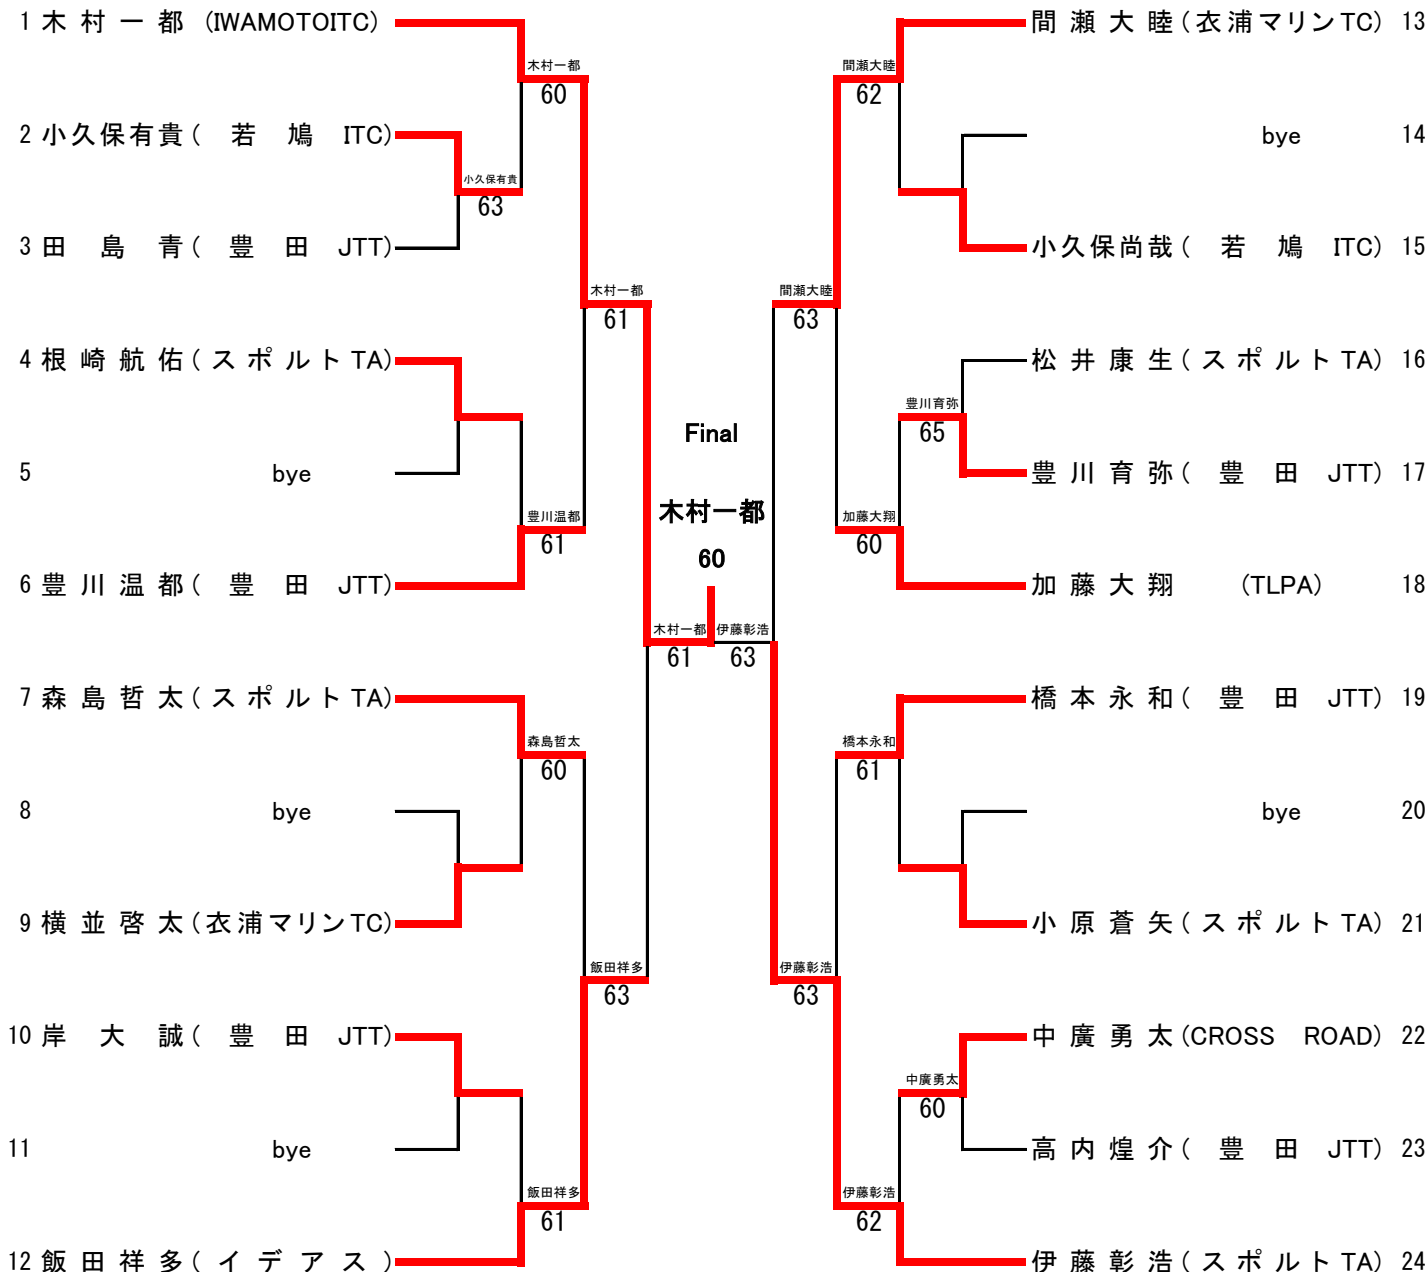 1 木村一都 (IWAMOTOITC)
2 小久保有貴 ( 若鳩 ITC)
3 田島青 ( 豊田 JTT)
4 根崎航佑 (スポルト TA)
5 bye
6 豊川温都 ( 豊田 JTT)
7 森島哲太 (スポルト TA)
8 bye
9 横並啓太 (衣浦マリンTC)
10 岸大誠 ( 豊田 JTT)
11 bye
12 飯田祥多 (イデアス)
木村一都
60
小久保有貴
63
木村一都
61
豊川温都
61
森島哲太
60
飯田祥多
63
飯田祥多
61
木村一都
61
Final
木村一都
60
伊藤彰浩
63
間瀬大睦
62
間瀬大睦
63
豊川育弥
65
加藤大翔
60
橋本永和
61
伊藤彰浩
63
中廣勇太
60
伊藤彰浩
62
間瀬大睦 (衣浦マリンTC) 13
bye 14
小久保尚哉 ( 若鳩 ITC) 15
松井康生 (スポルト TA) 16
豊川育弥 ( 豊田 JTT) 17
加藤大翔 (TLPA) 18
橋本永和 ( 豊田 JTT) 19
bye 20
小原蒼矢 (スポルト TA) 21
中廣勇太 (CROSS ROAD) 22
高内煌介 ( 豊田 JTT) 23
伊藤彰浩 (スポルト TA) 24